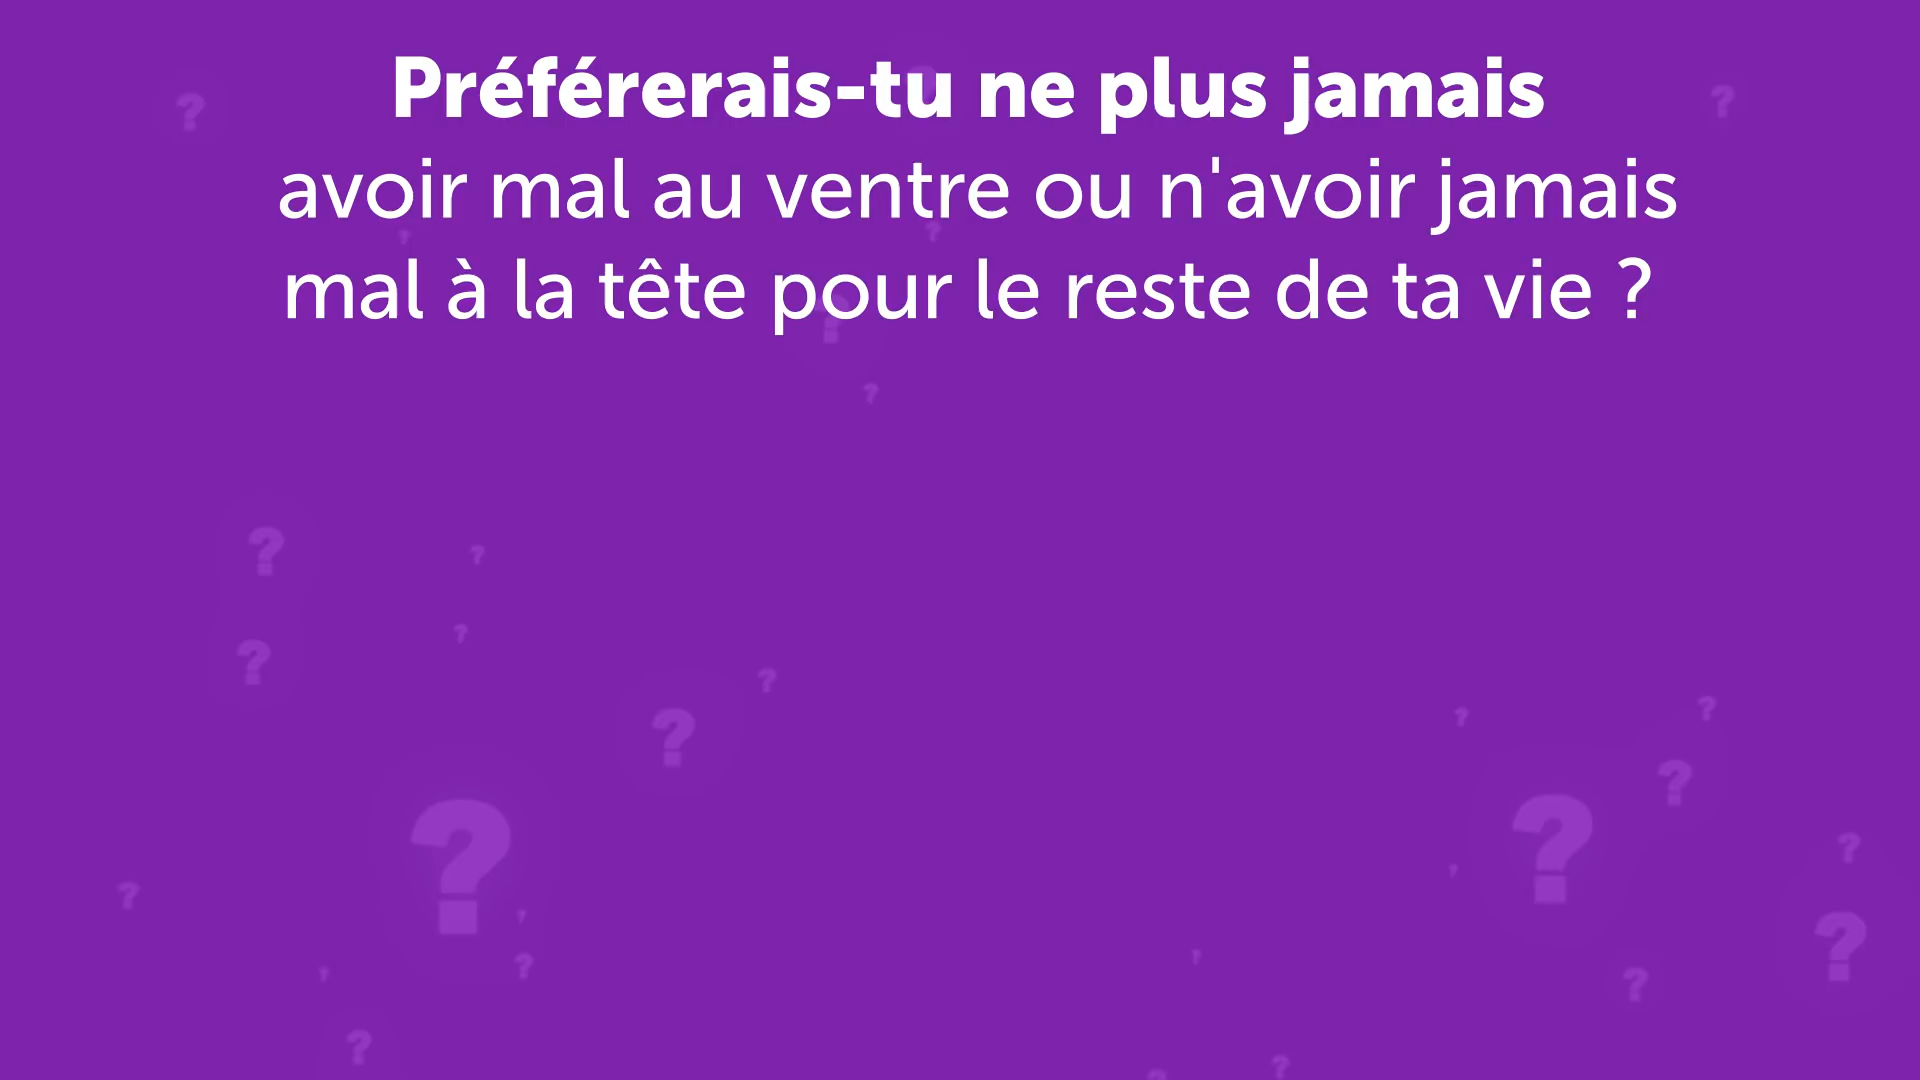 Préférerais-tu ne plus jamais
avoir mal au ventre ou n'avoir jamais
mal à la tête pour le reste de ta vie ?